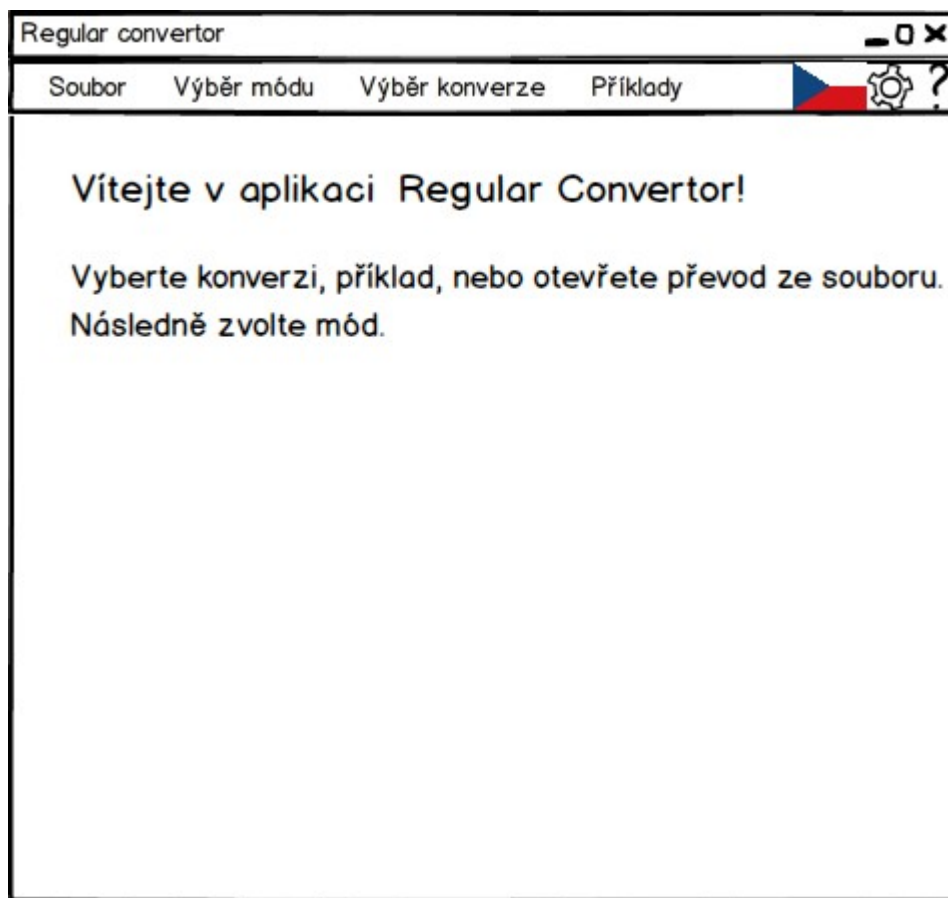 Regular convertor
Soubor Výběr módu Výběr konverze Příklady ?
Vítejte v aplikaci Regular Convertor!
Vyberte konverzi, příklad, nebo otevřete převod ze souboru.
Následně zvolte mód.